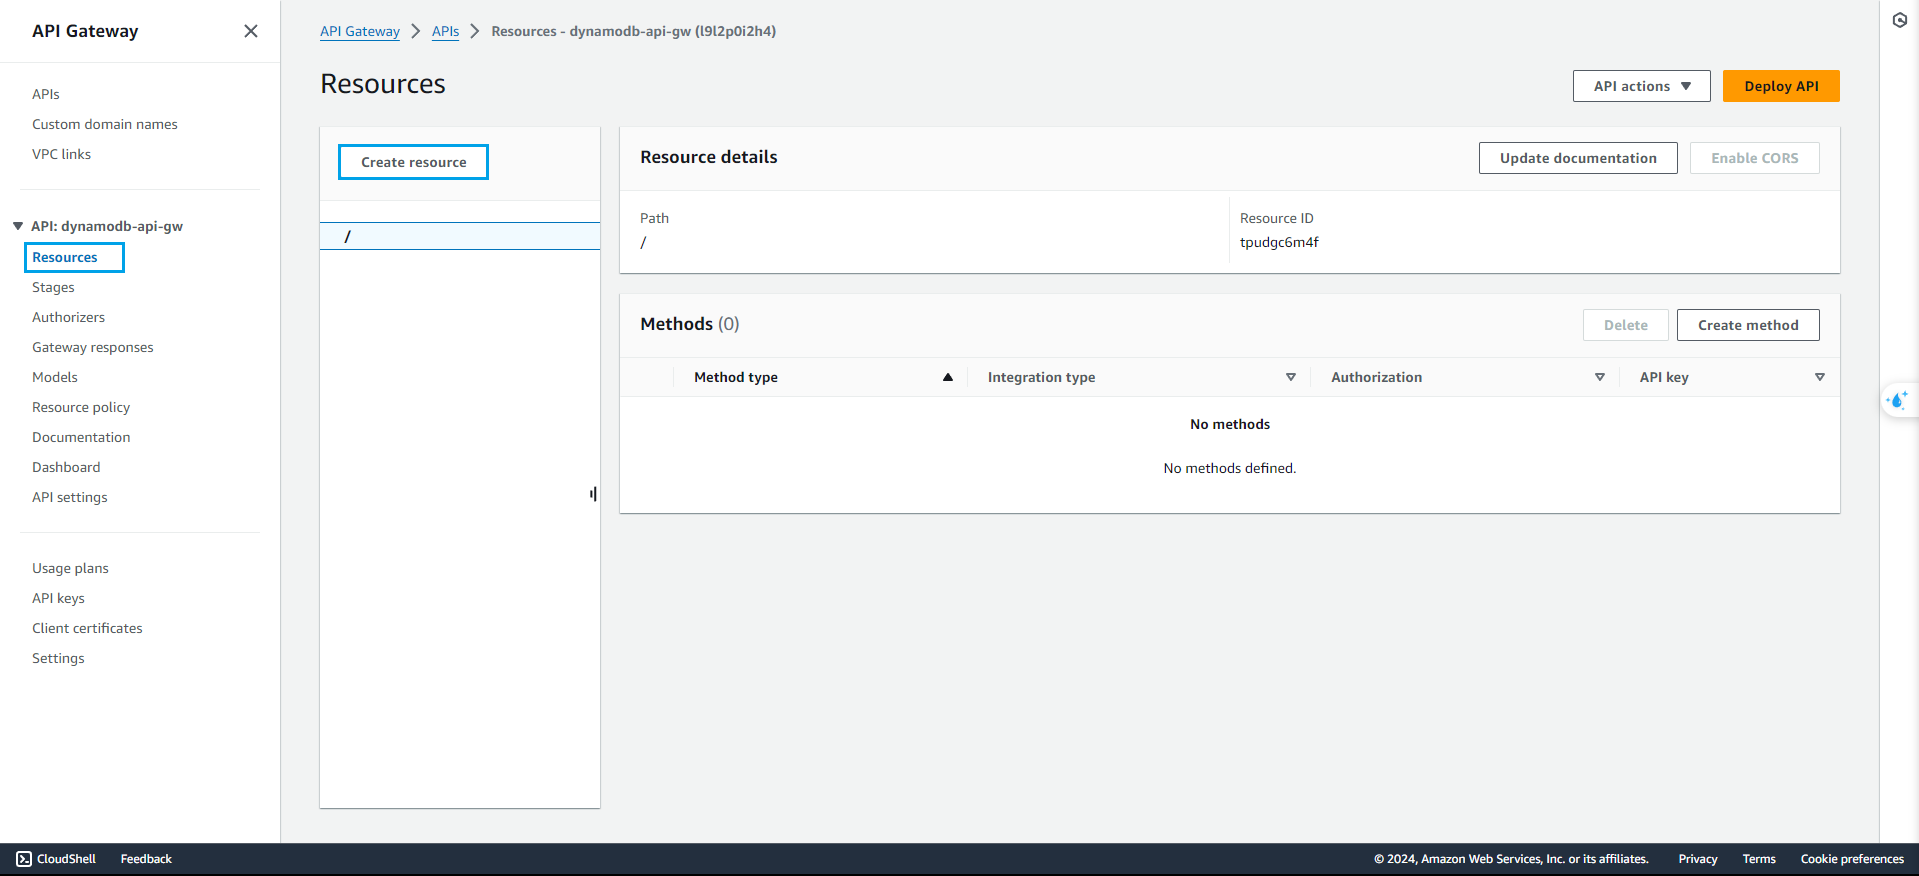 API Gateway
APIs
Custom domain names
VPC links
API: dynamodb-api-gw
Resources
Stages
Authorizers
Gateway responses
Models
Resource policy
Documentation
Dashboard
API settings
Usage plans
API keys
Client certificates
Settings
API Gateway > APIs > Resources - dynamodb-api-gw (l9l2p0i2h4)
Resources
API actions
Deploy API
Create resource
/
Resource details
Update documentation
Enable CORS
Path
/
Resource ID
tpudgc6m4f
Methods (0)
Delete
Create method
Method type
Integration type
Authorization
API key
No methods
No methods defined.
CloudShell
Feedback
© 2024, Amazon Web Services, Inc. or its affiliates.
Privacy
Terms
Cookie preferences